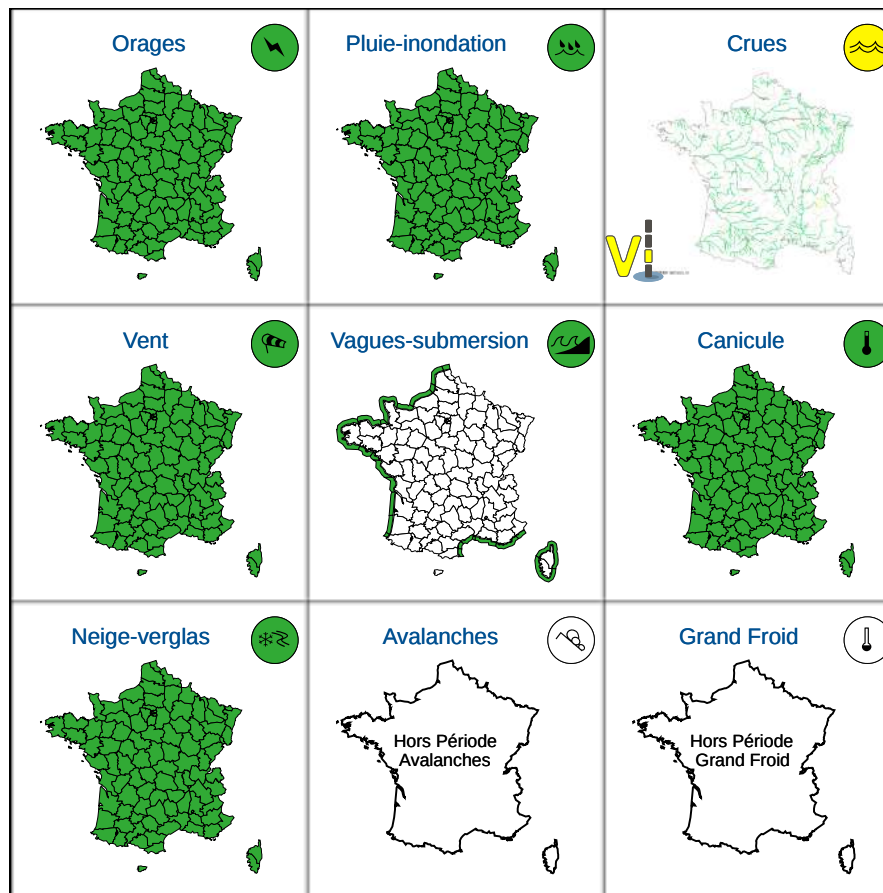 Orages
Pluie-inondation
Crues
Vi
Vent
Vagues-submersion
Canicule
Neige-verglas
Avalanches
Grand Froid
Hors Période
Avalanches
Hors Période
Grand Froid